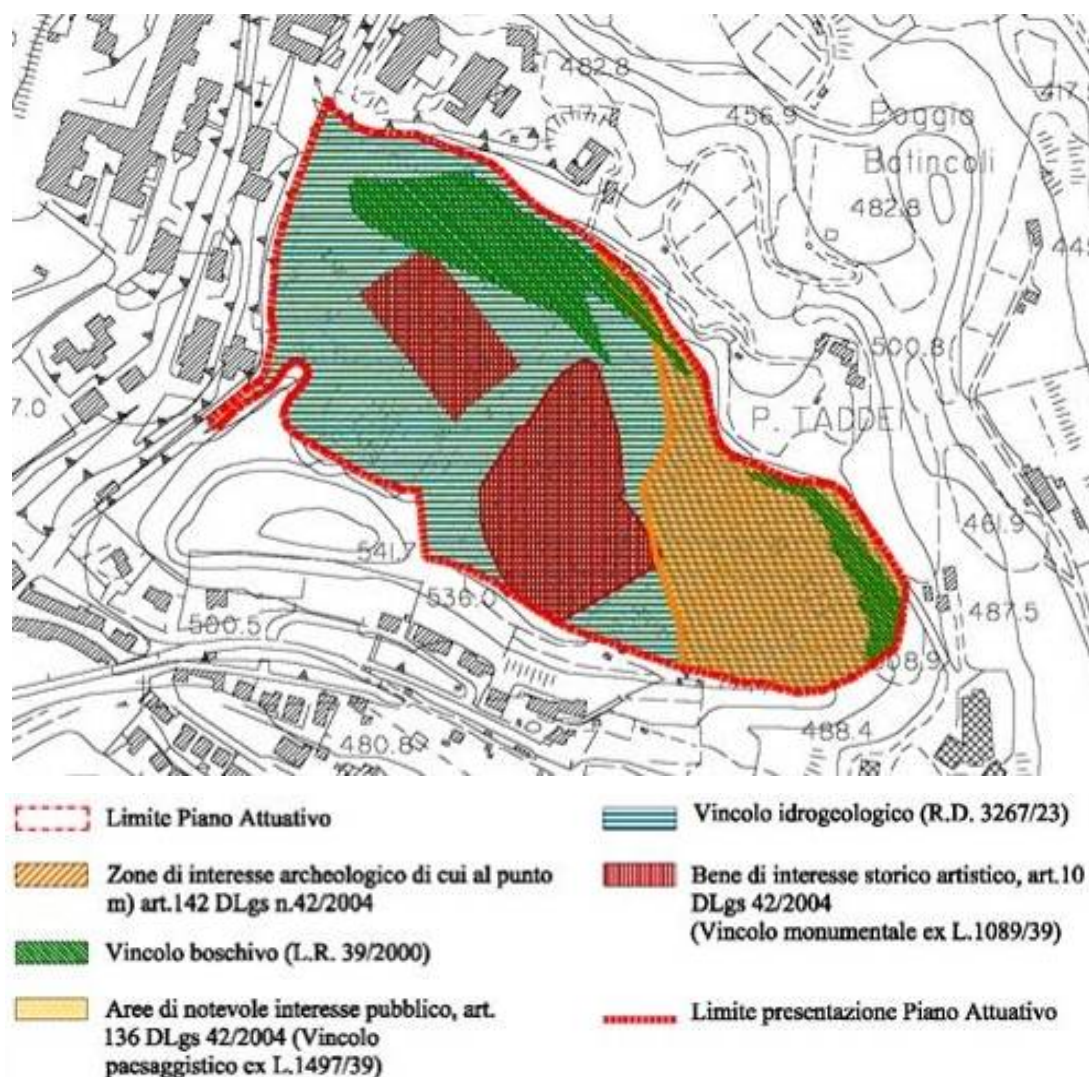 482.8
456.9
Poggio
Batincoli
482.8
509.8
P. TADDEI
461.9
487.5
488.4
541.7
536.0
500.5
480.8
7.0
Limite Piano Attuativo
Zone di interesse archeologico di cui al punto
m) art.142 DLgs n.42/2004
Vincolo boschivo (L.R. 39/2000)
Aree di notevole interesse pubblico, art.
136 DLgs 42/2004 (Vincolo
paesaggistico ex L.1497/39)
Vincolo idrogeologico (R.D. 3267/23)
Bene di interesse storico artistico, art.10
DLgs 42/2004
(Vincolo monumentale ex L.1089/39)
Limite presentazione Piano Attuativo